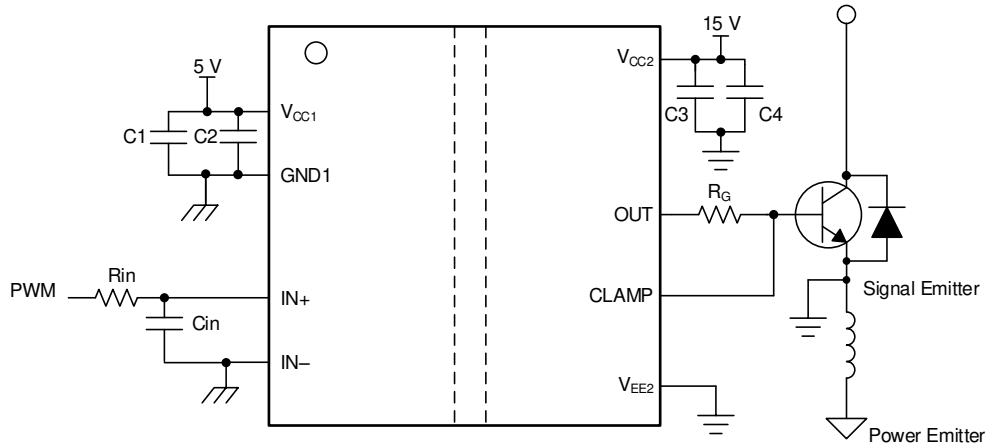 15 V
5 V
VCC2
VCC1
C1
C2
C3
C4
GND1
RG
OUT
Rin
PWM
IN+
CLAMP
Signal Emitter
Cin
IN–
VEE2
Power Emitter